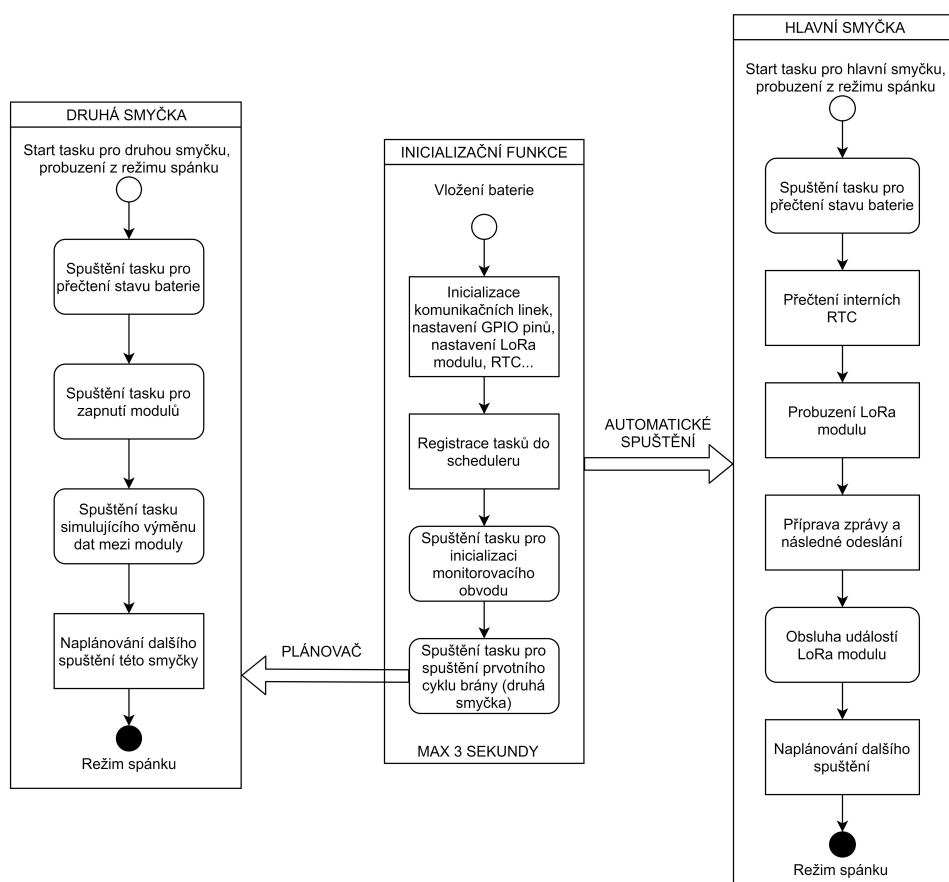 DRUHÁ SMYČKA
Start tasku pro druhou smyčku,
probuzení z režimu spánku
Spuštění tasku pro
přečtení stavu baterie
Spuštění tasku pro
zapnutí modulů
Spuštění tasku
simulujícího výměnu
dat mezi moduly
Naplánování dalšího
spuštění této smyčky
Režim spánku
PLÁNOVAČ
INICIALIZAČNÍ FUNKCE
Vložení baterie
Inicializace
komunikačních linek,
nastavení GPIO pinů,
nastavení LoRa
modulu, RTC...
Registrace tasků do
scheduleru
Spuštění tasku pro
inicializaci
monitorovacího
obvodu
Spuštění tasku pro
spuštění prvotního
cyklu brány (druhá
smyčka)
MAX 3 SEKUNDY
AUTOMATICKÉ
SPUŠTĚNÍ
HLAVNÍ SMYČKA
Start tasku pro hlavní smyčku,
probuzení z režimu spánku
Spuštění tasku pro
přečtení stavu baterie
Přečtení interních
RTC
Probuzení LoRa
modulu
Příprava zprávy a
následné odeslání
Obsluha událostí
LoRa modulu
Naplánování dalšího
spuštění
Režim spánku